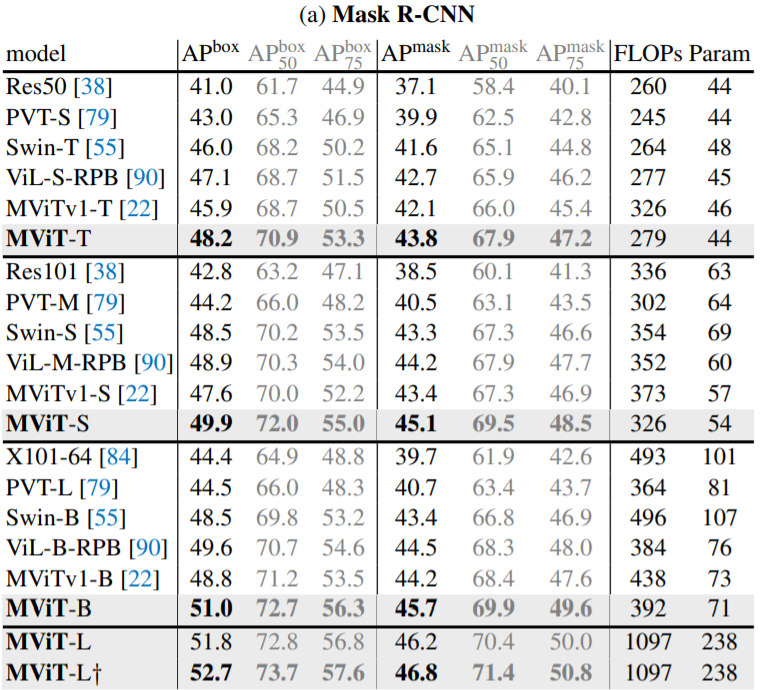 (a) Mask R-CNN
model APbox APbox50 APbox75 APmask APmask50 APmask75 FLOPs Param
Res50 [38] 41.0 61.7 44.9 37.1 58.4 40.1 260 44
PVT-S [79] 43.0 65.3 46.9 39.9 62.5 42.8 245 44
Swin-T [55] 46.0 68.2 50.2 41.6 65.1 44.8 264 48
ViL-S-RPB [90] 47.1 68.7 51.5 42.7 65.9 46.2 277 45
MViTv1-T [22] 45.9 68.7 50.5 42.1 66.0 45.4 326 46
MViT-T 48.2 70.9 53.3 43.8 67.9 47.2 279 44
Res101 [38] 42.8 63.2 47.1 38.5 60.1 41.3 336 63
PVT-M [79] 44.2 66.0 48.2 40.5 63.1 43.5 302 64
Swin-S [55] 48.5 70.2 53.5 43.3 67.3 46.6 354 69
ViL-M-RPB [90] 48.9 70.3 54.0 44.2 67.9 47.7 352 60
MViTv1-S [22] 47.6 70.0 52.2 43.4 67.3 46.9 373 57
MViT-S 49.9 72.0 55.0 45.1 69.5 48.5 326 54
X101-64 [84] 44.4 64.9 48.8 39.7 61.9 42.6 493 101
PVT-L [79] 44.5 66.0 48.3 40.7 63.4 43.7 364 81
Swin-B [55] 48.5 69.8 53.2 43.4 66.8 46.9 496 107
ViL-B-RPB [90] 49.6 70.7 54.6 44.5 68.3 48.0 384 76
MViTv1-B [22] 48.8 71.2 53.5 44.2 68.4 47.6 438 73
MViT-B 51.0 72.7 56.3 45.7 69.9 49.6 392 71
MViT-L 51.8 72.8 56.8 46.2 70.4 50.0 1097 238
MViT-L† 52.7 73.7 57.6 46.8 71.4 50.8 1097 238